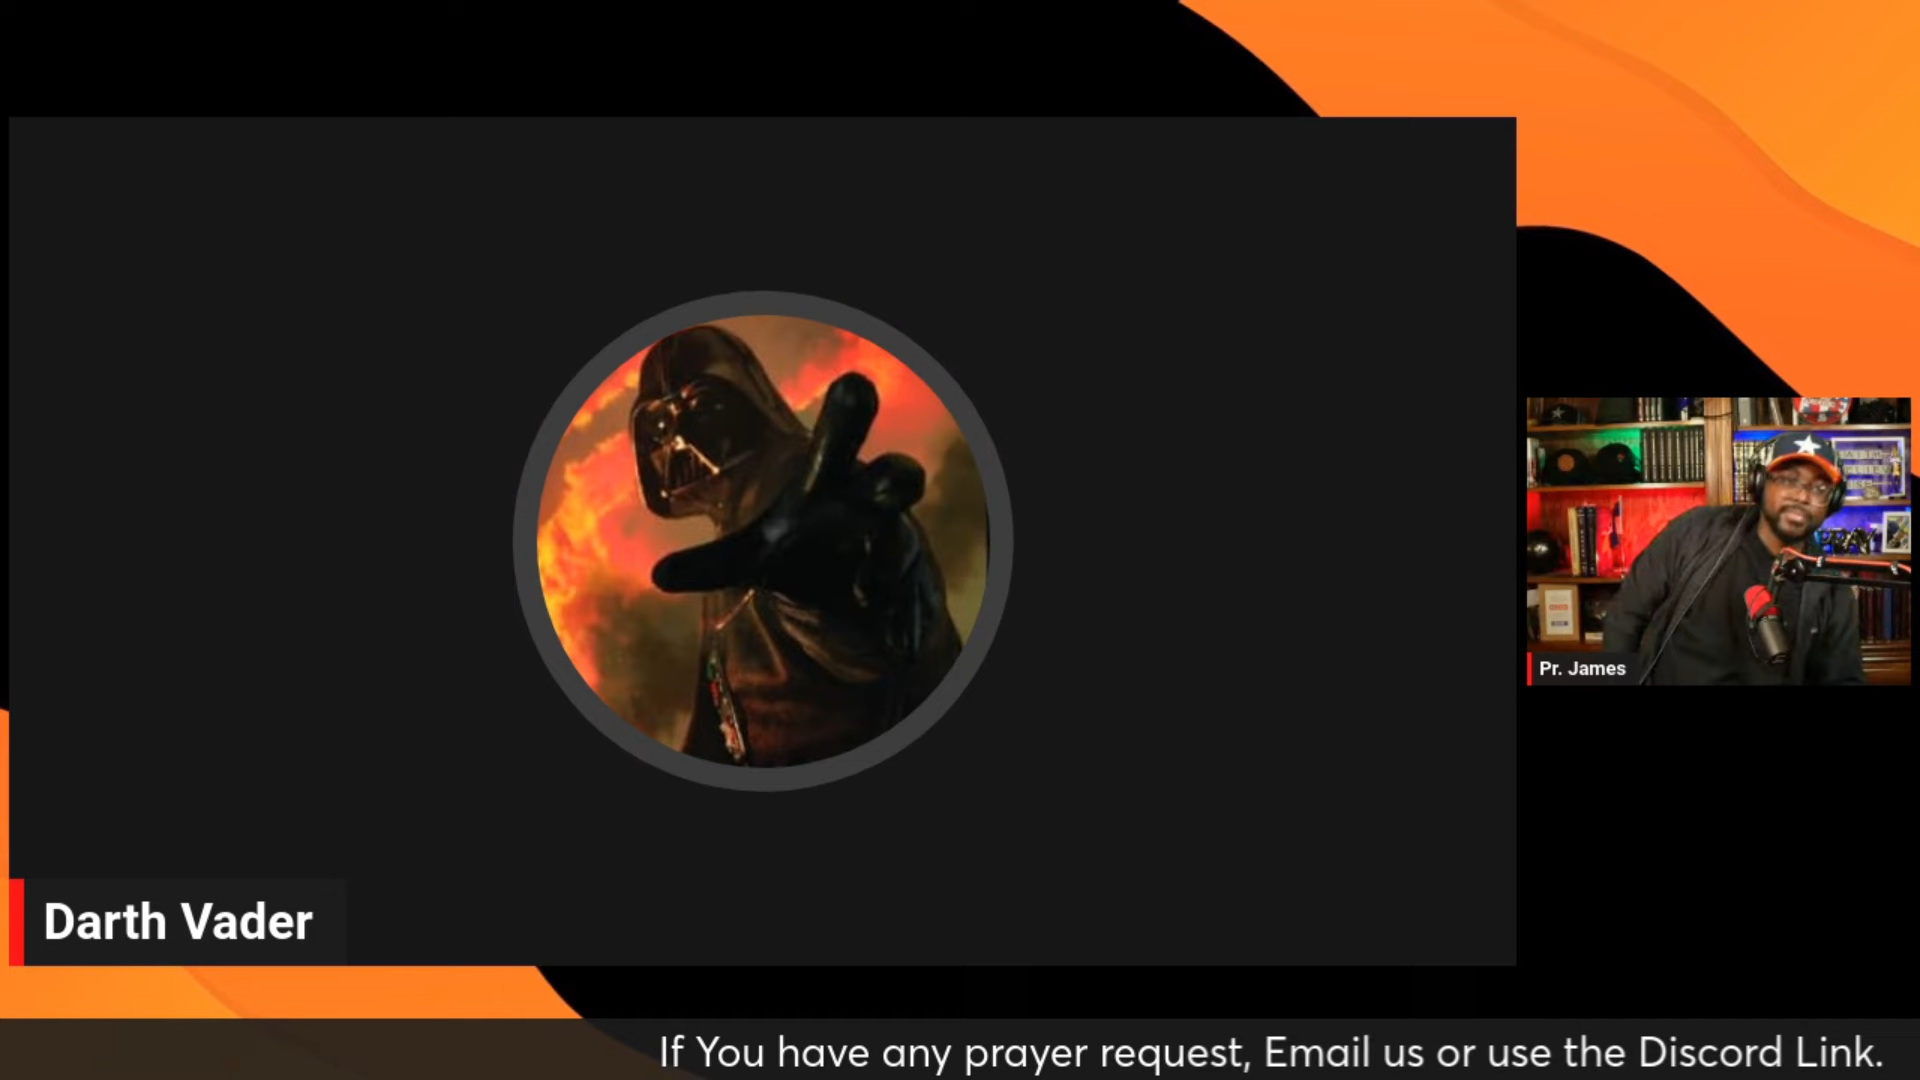 Pr. James
Darth Vader
If You have any prayer request, Email us or use the Discord Link.